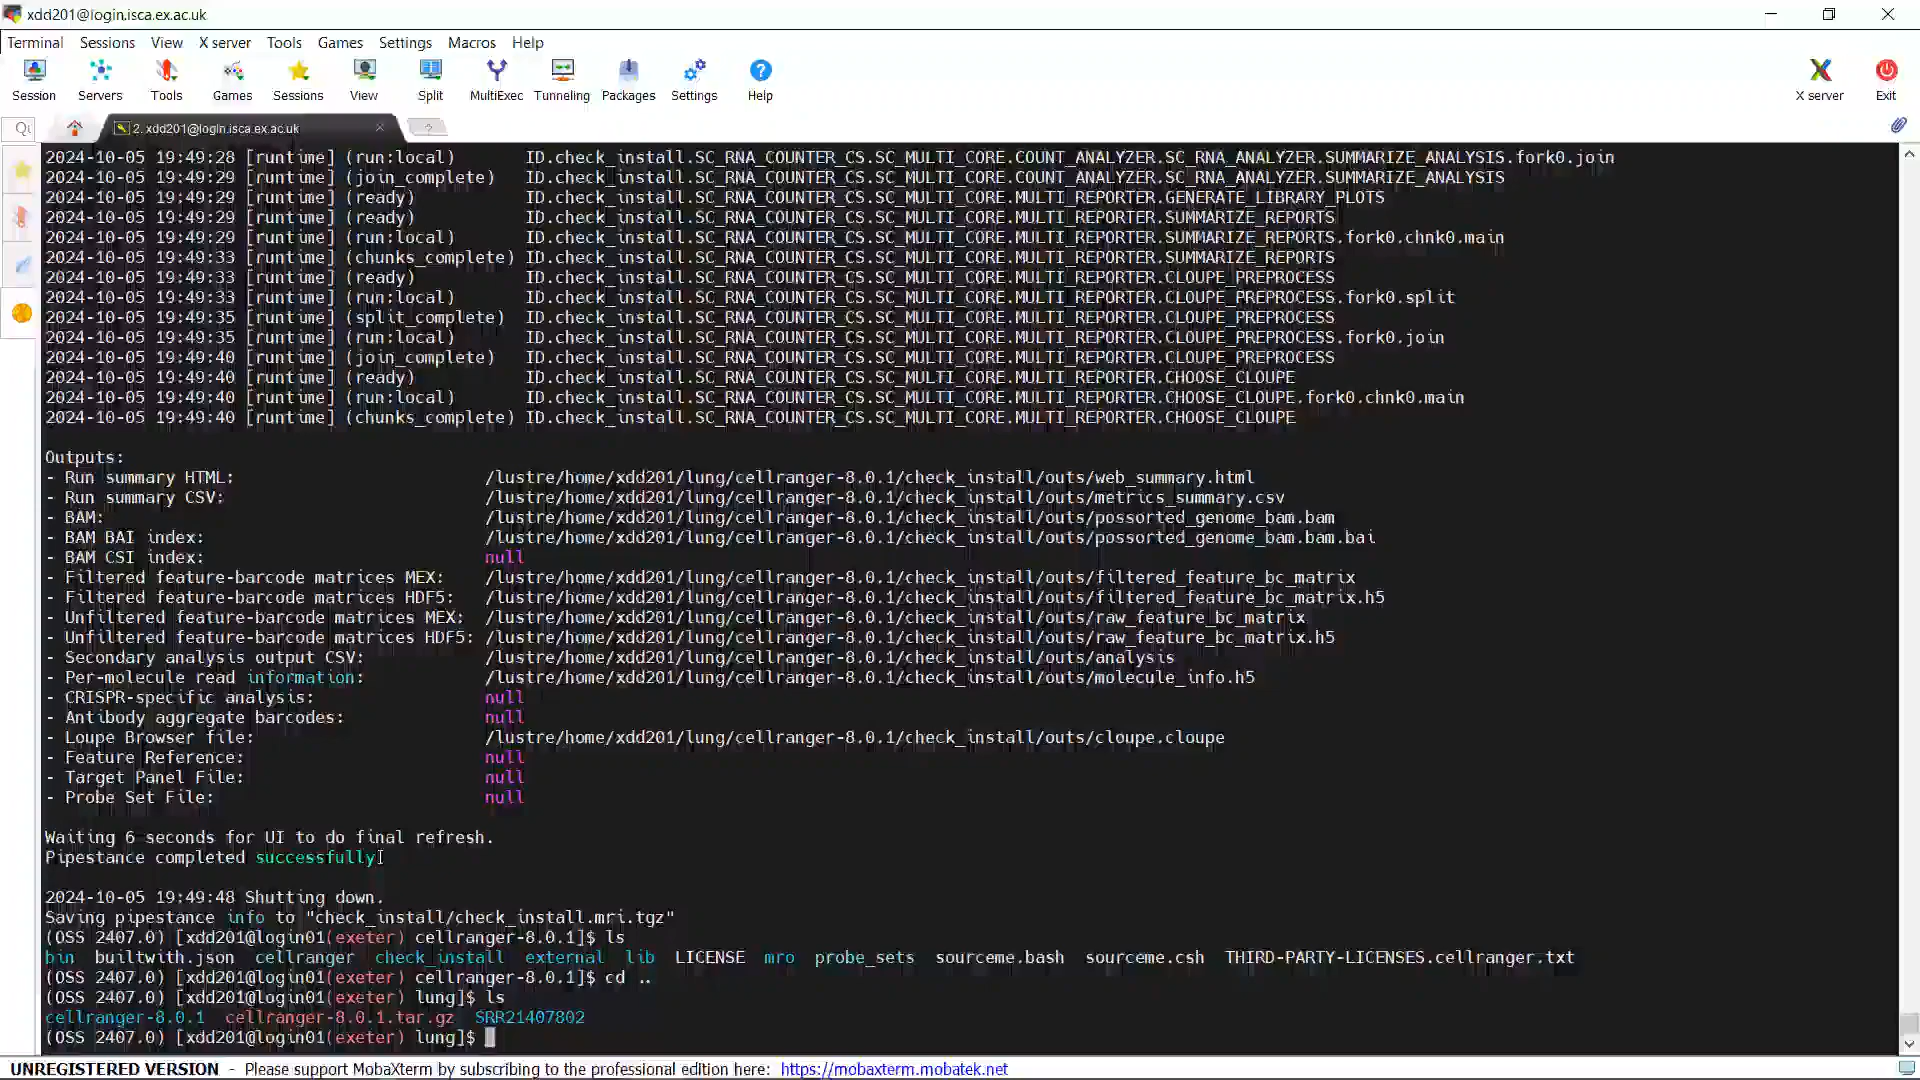 xdd201@login.isca.ex.ac.uk
Terminal Sessions View X server Tools Games Settings Macros Help
Session Servers Tools Games Sessions View Split MultiExec Tunneling Packages Settings Help X server Exit
2. xdd201@login.isca.ex.ac.uk
2024-10-05 19:49:28 [runtime] (run:local) ID.check_install.SC_RNA_COUNTER_CS.SC_MULTI_CORE.COUNT_ANALYZER.SC_RNA_ANALYZER.SUMMARIZE_ANALYSIS.fork0.join
2024-10-05 19:49:29 [runtime] (join_complete) ID.check_install.SC_RNA_COUNTER_CS.SC_MULTI_CORE.COUNT_ANALYZER.SC_RNA_ANALYZER.SUMMARIZE_ANALYSIS
2024-10-05 19:49:29 [runtime] (ready) ID.check_install.SC_RNA_COUNTER_CS.SC_MULTI_CORE.MULTI_REPORTER.GENERATE_LIBRARY_PLOTS
2024-10-05 19:49:29 [runtime] (ready) ID.check_install.SC_RNA_COUNTER_CS.SC_MULTI_CORE.MULTI_REPORTER.SUMMARIZE_REPORTS
2024-10-05 19:49:29 [runtime] (run:local) ID.check_install.SC_RNA_COUNTER_CS.SC_MULTI_CORE.MULTI_REPORTER.SUMMARIZE_REPORTS.fork0.chnk0.main
2024-10-05 19:49:33 [runtime] (chunks_complete) ID.check_install.SC_RNA_COUNTER_CS.SC_MULTI_CORE.MULTI_REPORTER.SUMMARIZE_REPORTS
2024-10-05 19:49:33 [runtime] (ready) ID.check_install.SC_RNA_COUNTER_CS.SC_MULTI_CORE.MULTI_REPORTER.CLOUPE_PREPROCESS
2024-10-05 19:49:33 [runtime] (run:local) ID.check_install.SC_RNA_COUNTER_CS.SC_MULTI_CORE.MULTI_REPORTER.CLOUPE_PREPROCESS.fork0.split
2024-10-05 19:49:35 [runtime] (split_complete) ID.check_install.SC_RNA_COUNTER_CS.SC_MULTI_CORE.MULTI_REPORTER.CLOUPE_PREPROCESS
2024-10-05 19:49:35 [runtime] (run:local) ID.check_install.SC_RNA_COUNTER_CS.SC_MULTI_CORE.MULTI_REPORTER.CLOUPE_PREPROCESS.fork0.join
2024-10-05 19:49:40 [runtime] (join_complete) ID.check_install.SC_RNA_COUNTER_CS.SC_MULTI_CORE.MULTI_REPORTER.CLOUPE_PREPROCESS
2024-10-05 19:49:40 [runtime] (ready) ID.check_install.SC_RNA_COUNTER_CS.SC_MULTI_CORE.MULTI_REPORTER.CHOOSE_CLOUPE
2024-10-05 19:49:40 [runtime] (run:local) ID.check_install.SC_RNA_COUNTER_CS.SC_MULTI_CORE.MULTI_REPORTER.CHOOSE_CLOUPE.fork0.chnk0.main
2024-10-05 19:49:40 [runtime] (chunks_complete) ID.check_install.SC_RNA_COUNTER_CS.SC_MULTI_CORE.MULTI_REPORTER.CHOOSE_CLOUPE
Outputs:
- Run summary HTML: /lustre/home/xdd201/lung/cellranger-8.0.1/check_install/outs/web_summary.html
- Run summary CSV: /lustre/home/xdd201/lung/cellranger-8.0.1/check_install/outs/metrics_summary.csv
- BAM: /lustre/home/xdd201/lung/cellranger-8.0.1/check_install/outs/possorted_genome_bam.bam
- BAM BAI index: /lustre/home/xdd201/lung/cellranger-8.0.1/check_install/outs/possorted_genome_bam.bam.bai
- BAM CSI index: null
- Filtered feature-barcode matrices MEX: /lustre/home/xdd201/lung/cellranger-8.0.1/check_install/outs/filtered_feature_bc_matrix
- Filtered feature-barcode matrices HDF5: /lustre/home/xdd201/lung/cellranger-8.0.1/check_install/outs/filtered_feature_bc_matrix.h5
- Unfiltered feature-barcode matrices MEX: /lustre/home/xdd201/lung/cellranger-8.0.1/check_install/outs/raw_feature_bc_matrix
- Unfiltered feature-barcode matrices HDF5: /lustre/home/xdd201/lung/cellranger-8.0.1/check_install/outs/raw_feature_bc_matrix.h5
- Secondary analysis output CSV: /lustre/home/xdd201/lung/cellranger-8.0.1/check_install/outs/analysis
- Per-molecule read information: /lustre/home/xdd201/lung/cellranger-8.0.1/check_install/outs/molecule_info.h5
- CRISPR-specific analysis: null
- Antibody aggregate barcodes: null
- Loupe Browser file: /lustre/home/xdd201/lung/cellranger-8.0.1/check_install/outs/cloupe.cloupe
- Feature Reference: null
- Target Panel File: null
- Probe Set File: null
Waiting 6 seconds for UI to do final refresh.
Pipestance completed successfully!
2024-10-05 19:49:48 Shutting down.
Saving pipestance info to "check_install/check_install.mri.tgz"
(OSS 2407.0) [xdd201@login01(exeter) cellranger-8.0.1]$ ls
bin builtwith.json cellranger check_install external lib LICENSE mro probe_sets sourceme.bash sourceme.csh THIRD-PARTY-LICENSES.cellranger.txt
(OSS 2407.0) [xdd201@login01(exeter) cellranger-8.0.1]$ cd ..
(OSS 2407.0) [xdd201@login01(exeter) lung]$ ls
cellranger-8.0.1 cellranger-8.0.1.tar.gz SRR21407802
(OSS 2407.0) [xdd201@login01(exeter) lung]$
UNREGISTERED VERSION - Please support MobaXterm by subscribing to the professional edition here: https://mobaxterm.mobatek.net